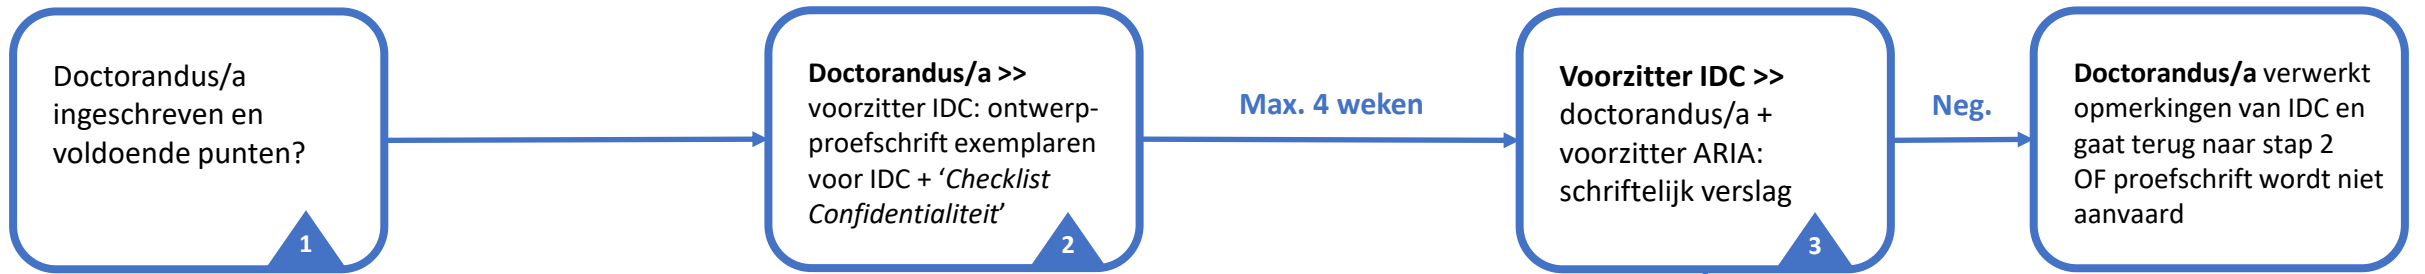 Doctorandus/a
ingeschreven en
voldoende punten?
1
Doctorandus/a >>
voorzitter IDC: ontwerp-
proefschrift exemplaren
voor IDC + ‘Checklist
Confidentialiteit’
2
Max. 4 weken
Voorzitter IDC >>
doctorandus/a +
voorzitter ARIA:
schriftelijk verslag
3
Neg.
Doctorandus/a verwerkt
opmerkingen van IDC en
gaat terug naar stap 2
OF proefschrift wordt niet
aanvaard